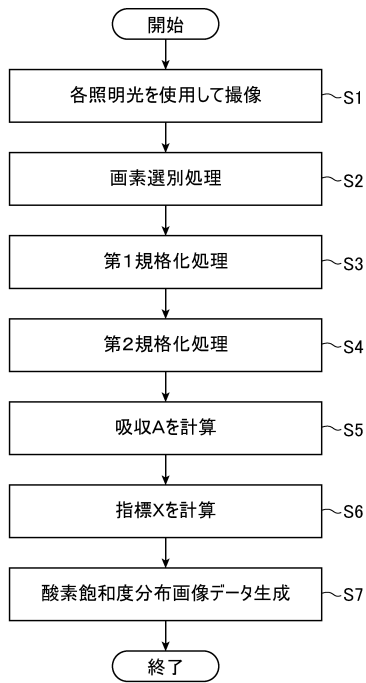 開始
各照明光を使用して撮像
S1
画素選別処理
S2
第1規格化処理
S3
第2規格化処理
S4
吸収Aを計算
S5
指標Xを計算
S6
酸素飽和度分布画像データ生成
S7
終了